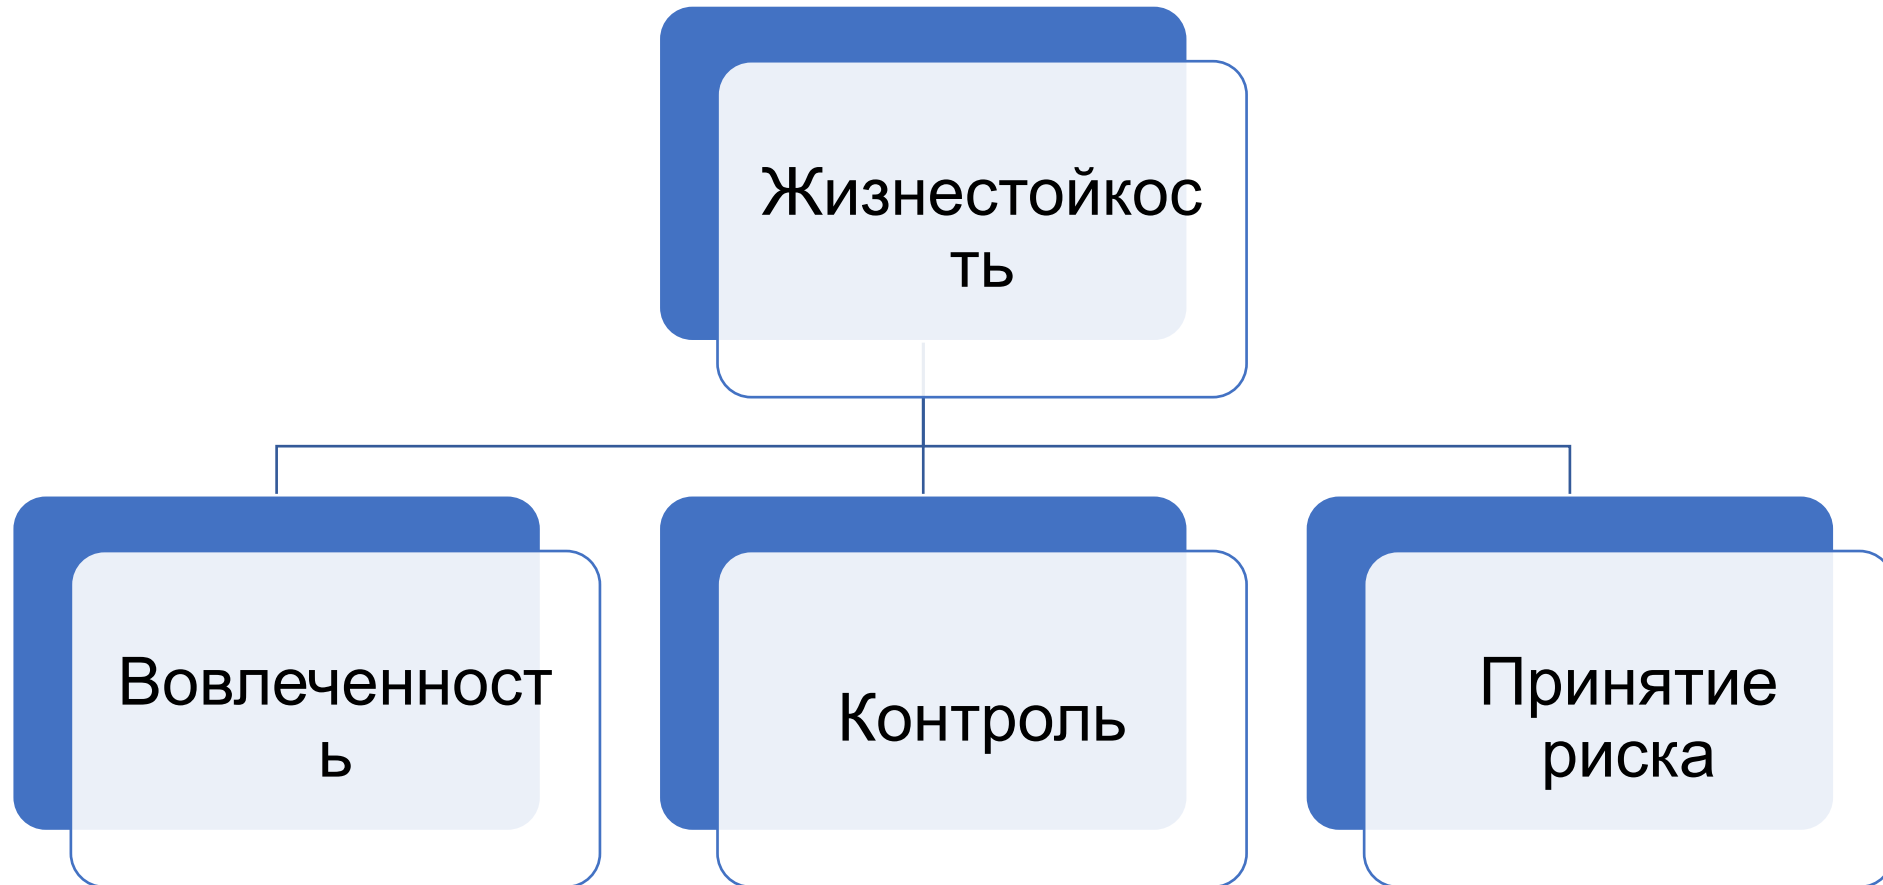 Жизнестойкос
ть
Вовлеченност
ь
Контроль
Принятие
риска